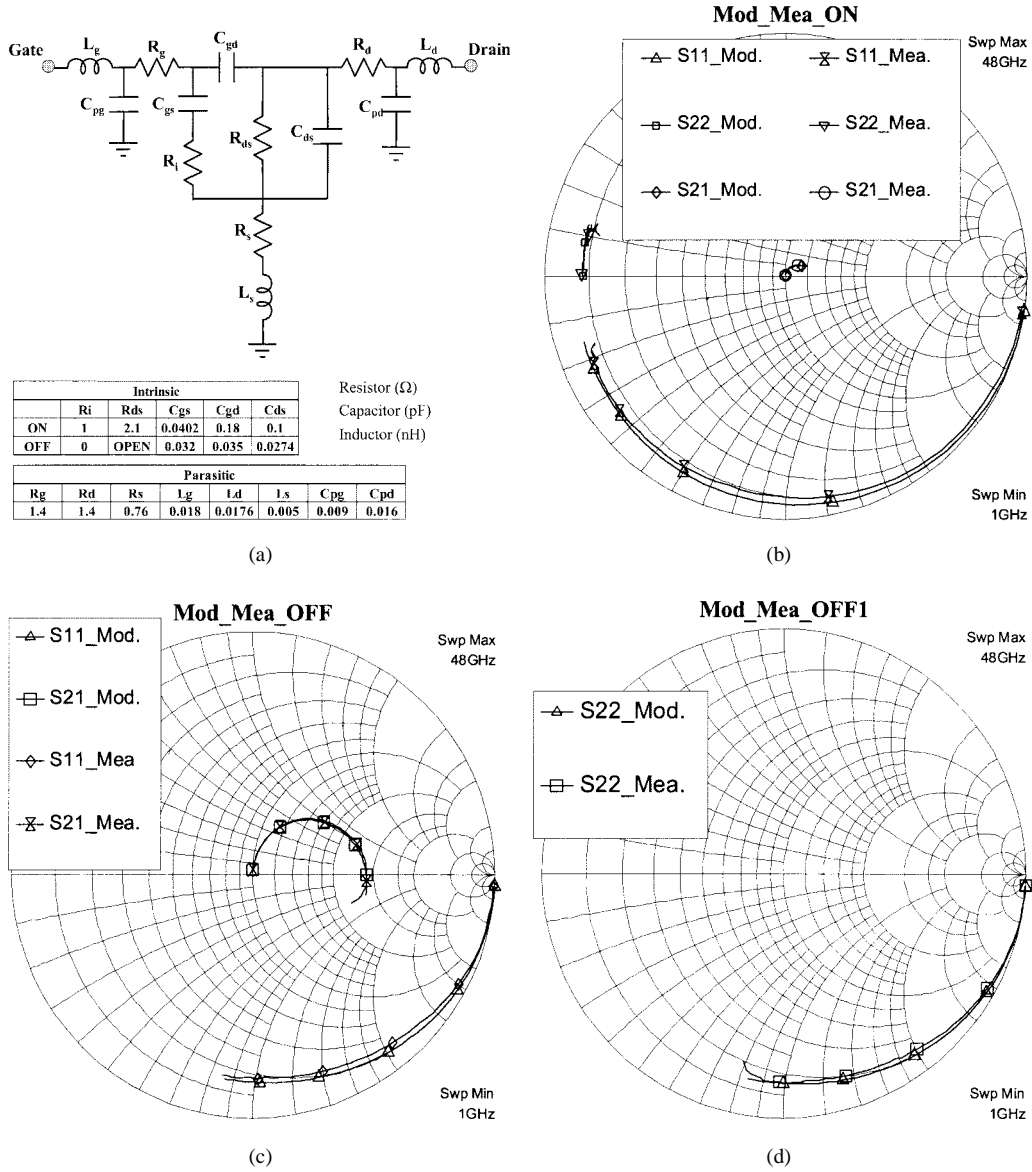 Gate
Lg
Rg
Cgd
Rd
Ld
Drain
Cpg
Cgs
Rds
Cds
Cpd
Ri
Rs
Ls
Intrinsic
Ri Rds Cgs Cgd Cds
ON 1 2.1 0.0402 0.18 0.1
OFF 0 OPEN 0.032 0.035 0.0274
Resistor (Ω)
Capacitor (pF)
Inductor (nH)
Parasitic
Rg Rd Rs Lg Ld Ls Cpg Cpd
1.4 1.4 0.76 0.018 0.0176 0.005 0.009 0.016
(a)
Mod_Mea_ON
Swp Max
48GHz
S11_Mod. S11_Mea.
S22_Mod. S22_Mea.
S21_Mod. S21_Mea.
Swp Min
1GHz
(b)
Mod_Mea_OFF
Swp Max
48GHz
S11_Mod.
S21_Mod.
S11_Mea
S21_Mea.
Swp Min
1GHz
(c)
Mod_Mea_OFF1
Swp Max
48GHz
S22_Mod.
S22_Mea.
Swp Min
1GHz
(d)